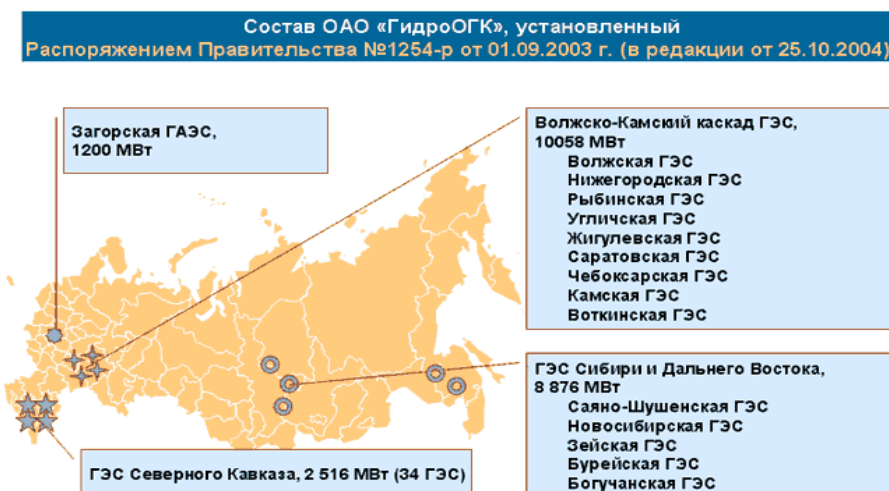 Состав ОАО «ГидроОГК», установленный
Распоряжением Правительства №1254-р от 01.09.2003 г. (в редакции от 25.10.2004)
Загорская ГАЭС,
1200 МВт
Волжско-Камский каскад ГЭС,
10058 МВт
Волжская ГЭС
Нижегородская ГЭС
Рыбинская ГЭС
Угличская ГЭС
Жигулевская ГЭС
Саратовская ГЭС
Чебоксарская ГЭС
Камская ГЭС
Воткинская ГЭС
ГЭС Сибири и Дальнего Востока,
8 876 МВт
Саяно-Шушенская ГЭС
Новосибирская ГЭС
Зейская ГЭС
Бурейская ГЭС
Богучанская ГЭС
ГЭС Северного Кавказа, 2 516 МВт (34 ГЭС)